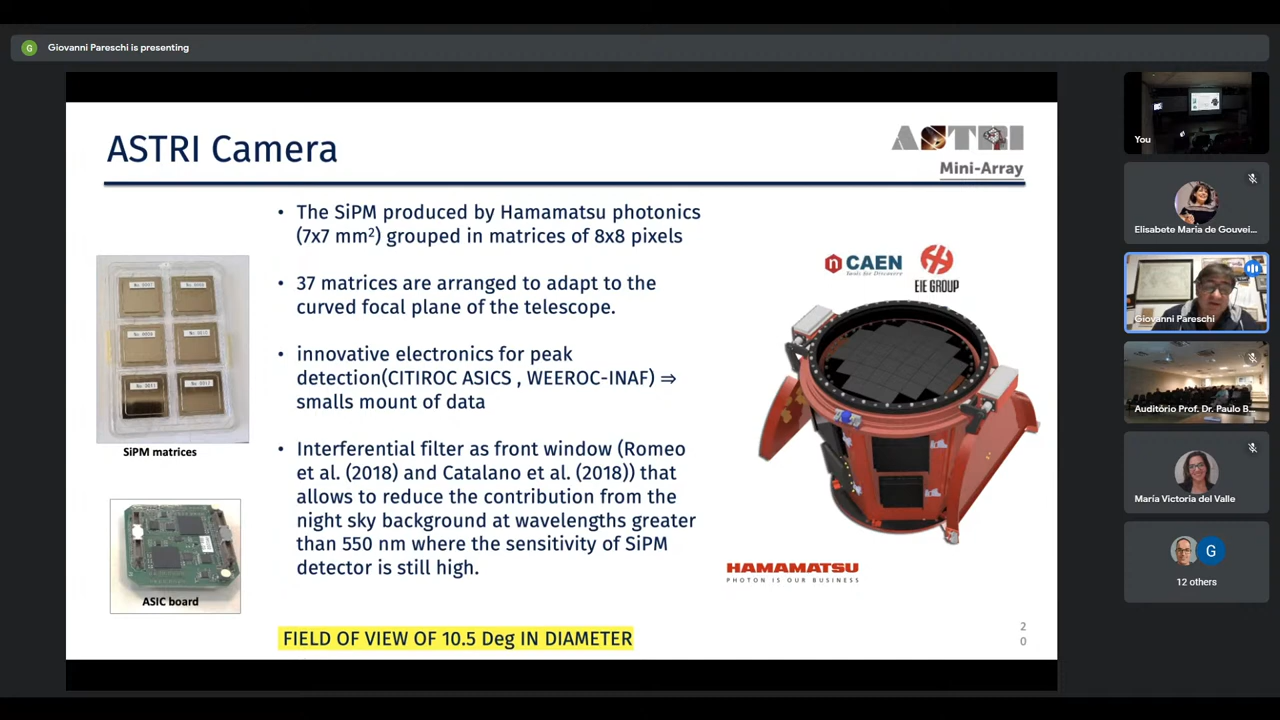 G Giovanni Pareschi is presenting
ASTRI Camera
ASTRI
Mini-Array
• The SiPM produced by Hamamatsu photonics
(7x7 mm²) grouped in matrices of 8x8 pixels
• 37 matrices are arranged to adapt to the
curved focal plane of the telescope.
• innovative electronics for peak
detection(CITIROC ASICS , WEEROC-INAF) ⇒
smalls mount of data
• Interferential filter as front window (Romeo
et al. (2018) and Catalano et al. (2018)) that
allows to reduce the contribution from the
night sky background at wavelengths greater
than 550 nm where the sensitivity of SiPM
detector is still high.
FIELD OF VIEW OF 10.5 Deg IN DIAMETER
SiPM matrices
ASIC board
n CAEN
Tools for Discovery
EIE GROUP
HAMAMATSU
PHOTON IS OUR BUSINESS
2
0
You
Elisabete Maria de Gouvei...
Giovanni Pareschi
Auditório Prof. Dr. Paulo B...
María Victoria del Valle
G
12 others